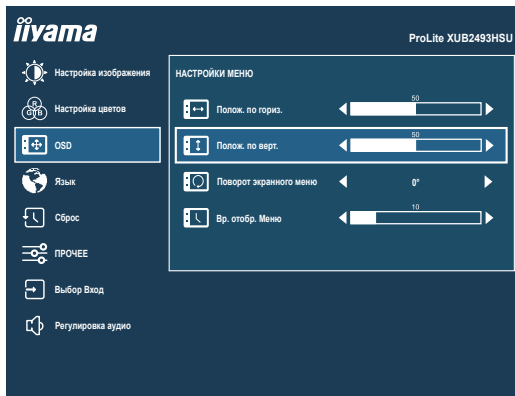 iiyama
ProLite XUB2493HSU
Настройка изображения
Настройка цветов
R
G B
OSD
Язык
Сброс
ПРОЧЕЕ
Выбор Вход
Регулировка аудио
НАСТРОЙКИ МЕНЮ
Полож. по гориз.
50
Полож. по верт.
50
Поворот экранного меню
0°
Вр. отобр. Меню
10